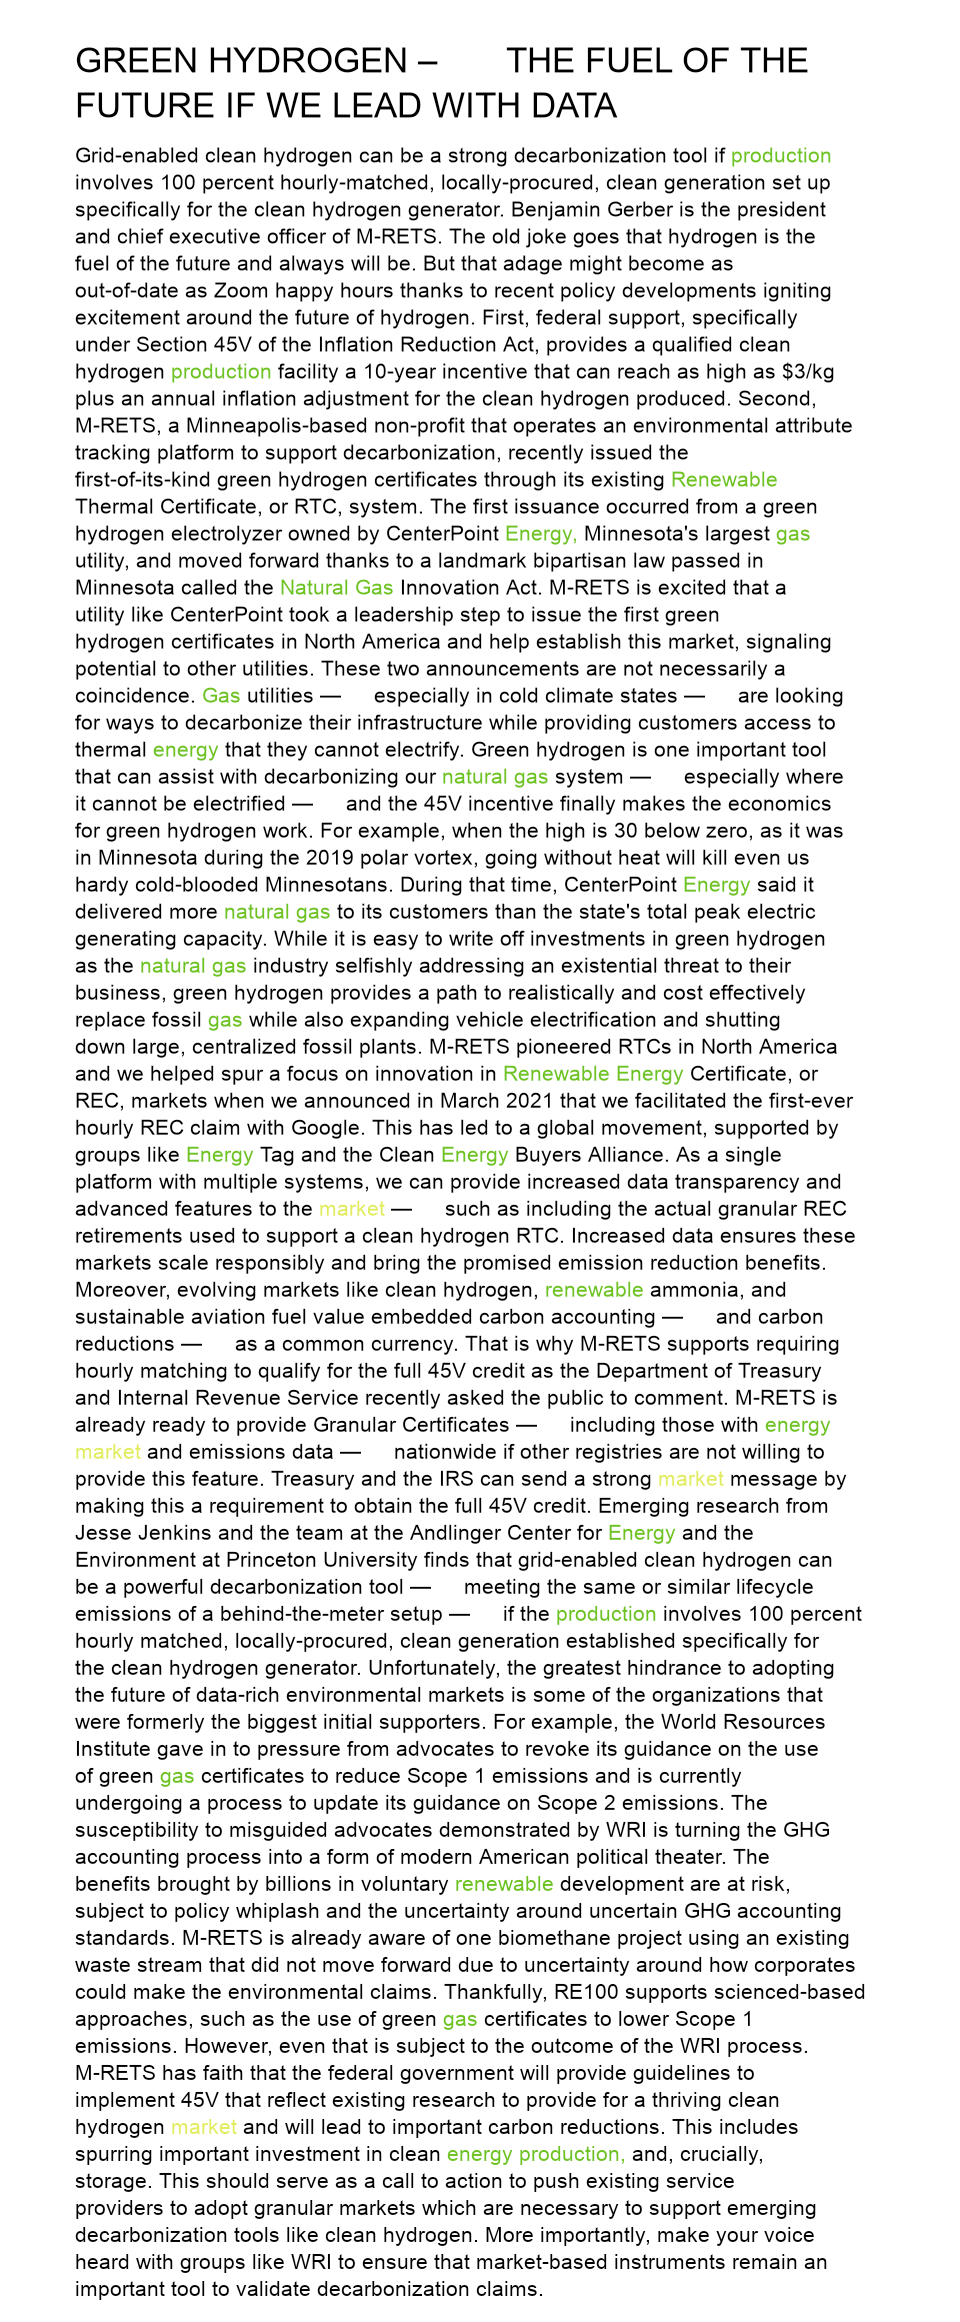 GREEN HYDROGEN – THE FUEL OF THE
FUTURE IF WE LEAD WITH DATA
Grid-enabled clean hydrogen can be a strong decarbonization tool if production
involves 100 percent hourly-matched, locally-procured, clean generation set up
specifically for the clean hydrogen generator. Benjamin Gerber is the president
and chief executive officer of M-RETS. The old joke goes that hydrogen is the
fuel of the future and always will be. But that adage might become as
out-of-date as Zoom happy hours thanks to recent policy developments igniting
excitement around the future of hydrogen. First, federal support, specifically
under Section 45V of the Inflation Reduction Act, provides a qualified clean
hydrogen production facility a 10-year incentive that can reach as high as $3/kg
plus an annual inflation adjustment for the clean hydrogen produced. Second,
M-RETS, a Minneapolis-based non-profit that operates an environmental attribute
tracking platform to support decarbonization, recently issued the
first-of-its-kind green hydrogen certificates through its existing Renewable
Thermal Certificate, or RTC, system. The first issuance occurred from a green
hydrogen electrolyzer owned by CenterPoint Energy, Minnesota's largest gas
utility, and moved forward thanks to a landmark bipartisan law passed in
Minnesota called the Natural Gas Innovation Act. M-RETS is excited that a
utility like CenterPoint took a leadership step to issue the first green
hydrogen certificates in North America and help establish this market, signaling
potential to other utilities. These two announcements are not necessarily a
coincidence. Gas utilities — especially in cold climate states — are looking
for ways to decarbonize their infrastructure while providing customers access to
thermal energy that they cannot electrify. Green hydrogen is one important tool
that can assist with decarbonizing our natural gas system — especially where
it cannot be electrified — and the 45V incentive finally makes the economics
for green hydrogen work. For example, when the high is 30 below zero, as it was
in Minnesota during the 2019 polar vortex, going without heat will kill even us
hardy cold-blooded Minnesotans. During that time, CenterPoint Energy said it
delivered more natural gas to its customers than the state's total peak electric
generating capacity. While it is easy to write off investments in green hydrogen
as the natural gas industry selfishly addressing an existential threat to their
business, green hydrogen provides a path to realistically and cost effectively
replace fossil gas while also expanding vehicle electrification and shutting
down large, centralized fossil plants. M-RETS pioneered RTCs in North America
and we helped spur a focus on innovation in Renewable Energy Certificate, or
REC, markets when we announced in March 2021 that we facilitated the first-ever
hourly REC claim with Google. This has led to a global movement, supported by
groups like Energy Tag and the Clean Energy Buyers Alliance. As a single
platform with multiple systems, we can provide increased data transparency and
advanced features to the market — such as including the actual granular REC
retirements used to support a clean hydrogen RTC. Increased data ensures these
markets scale responsibly and bring the promised emission reduction benefits.
Moreover, evolving markets like clean hydrogen, renewable ammonia, and
sustainable aviation fuel value embedded carbon accounting — and carbon
reductions — as a common currency. That is why M-RETS supports requiring
hourly matching to qualify for the full 45V credit as the Department of Treasury
and Internal Revenue Service recently asked the public to comment. M-RETS is
already ready to provide Granular Certificates — including those with energy
market and emissions data — nationwide if other registries are not willing to
provide this feature. Treasury and the IRS can send a strong market message by
making this a requirement to obtain the full 45V credit. Emerging research from
Jesse Jenkins and the team at the Andlinger Center for Energy and the
Environment at Princeton University finds that grid-enabled clean hydrogen can
be a powerful decarbonization tool — meeting the same or similar lifecycle
emissions of a behind-the-meter setup — if the production involves 100 percent
hourly matched, locally-procured, clean generation established specifically for
the clean hydrogen generator. Unfortunately, the greatest hindrance to adopting
the future of data-rich environmental markets is some of the organizations that
were formerly the biggest initial supporters. For example, the World Resources
Institute gave in to pressure from advocates to revoke its guidance on the use
of green gas certificates to reduce Scope 1 emissions and is currently
undergoing a process to update its guidance on Scope 2 emissions. The
susceptibility to misguided advocates demonstrated by WRI is turning the GHG
accounting process into a form of modern American political theater. The
benefits brought by billions in voluntary renewable development are at risk,
subject to policy whiplash and the uncertainty around uncertain GHG accounting
standards. M-RETS is already aware of one biomethane project using an existing
waste stream that did not move forward due to uncertainty around how corporates
could make the environmental claims. Thankfully, RE100 supports scienced-based
approaches, such as the use of green gas certificates to lower Scope 1
emissions. However, even that is subject to the outcome of the WRI process.
M-RETS has faith that the federal government will provide guidelines to
implement 45V that reflect existing research to provide for a thriving clean
hydrogen market and will lead to important carbon reductions. This includes
spurring important investment in clean energy production, and, crucially,
storage. This should serve as a call to action to push existing service
providers to adopt granular markets which are necessary to support emerging
decarbonization tools like clean hydrogen. More importantly, make your voice
heard with groups like WRI to ensure that market-based instruments remain an
important tool to validate decarbonization claims.